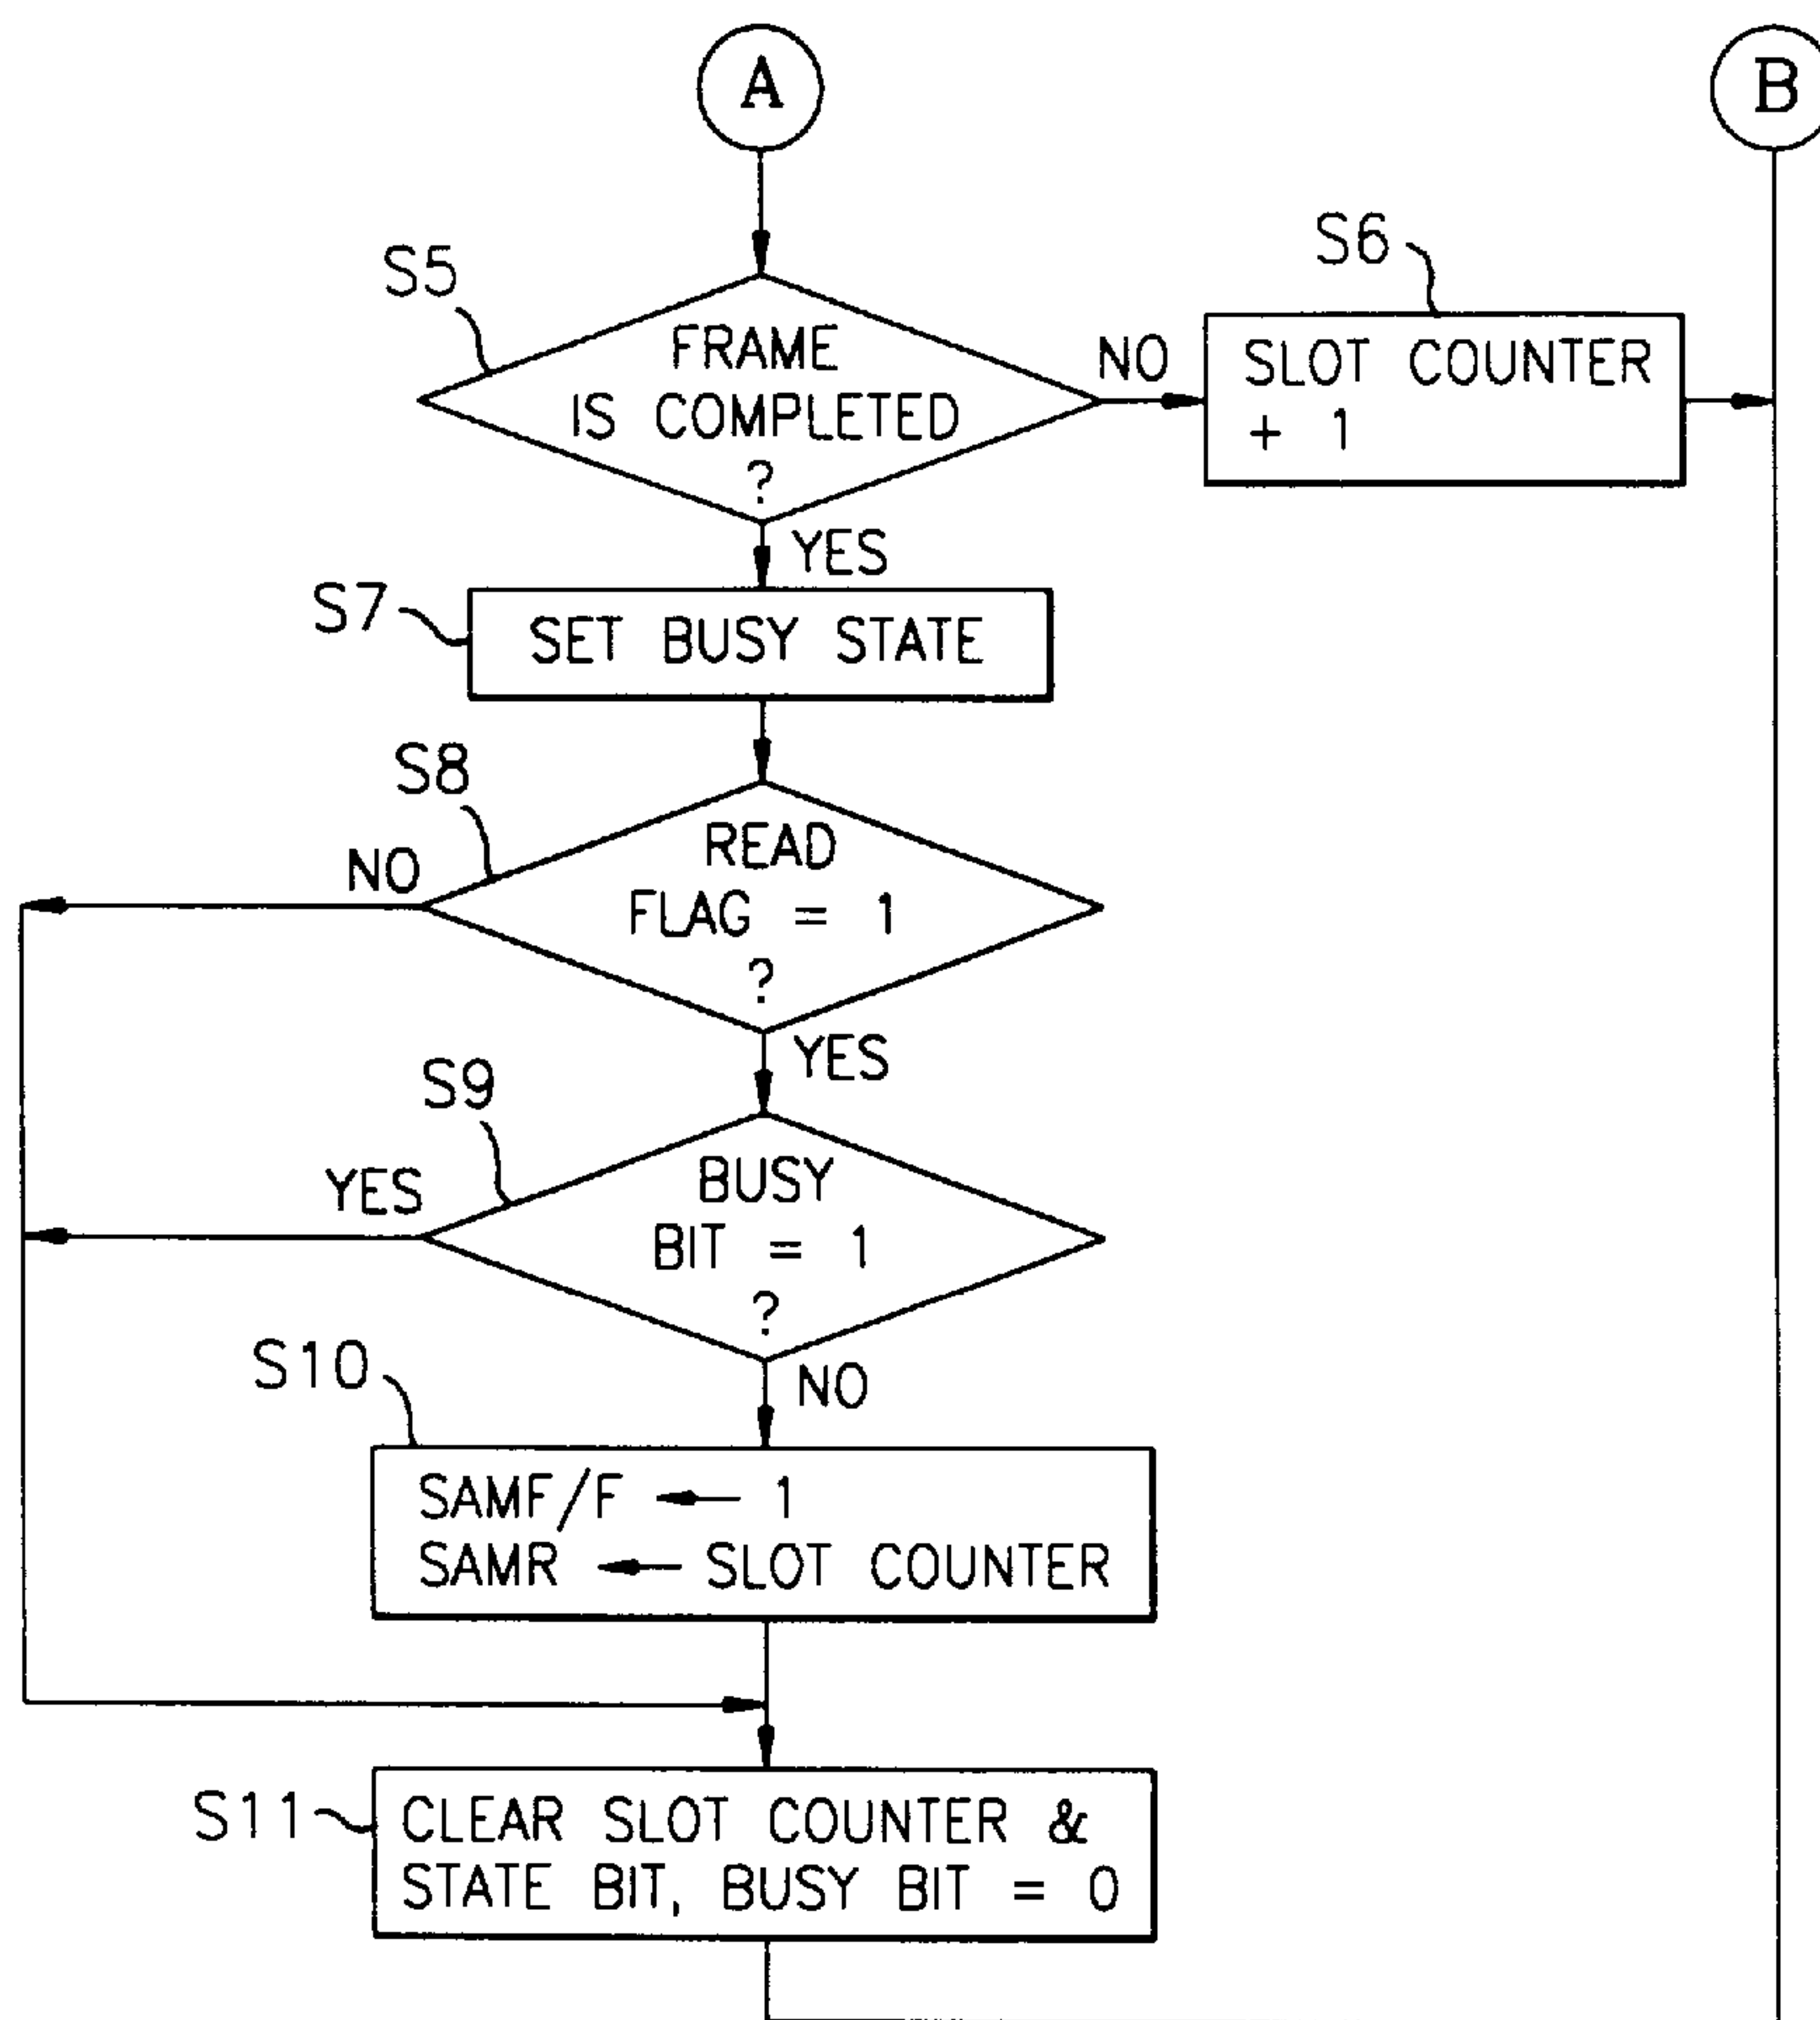 A
B
S5
FRAME
IS COMPLETED
?
NO
S6
SLOT COUNTER
+ 1
YES
S7
SET BUSY STATE
S8
NO
READ
FLAG = 1
?
YES
S9
YES
BUSY
BIT = 1
?
NO
S10
SAMF/F ← 1
SAMR ← SLOT COUNTER
S11
CLEAR SLOT COUNTER &
STATE BIT, BUSY BIT = 0